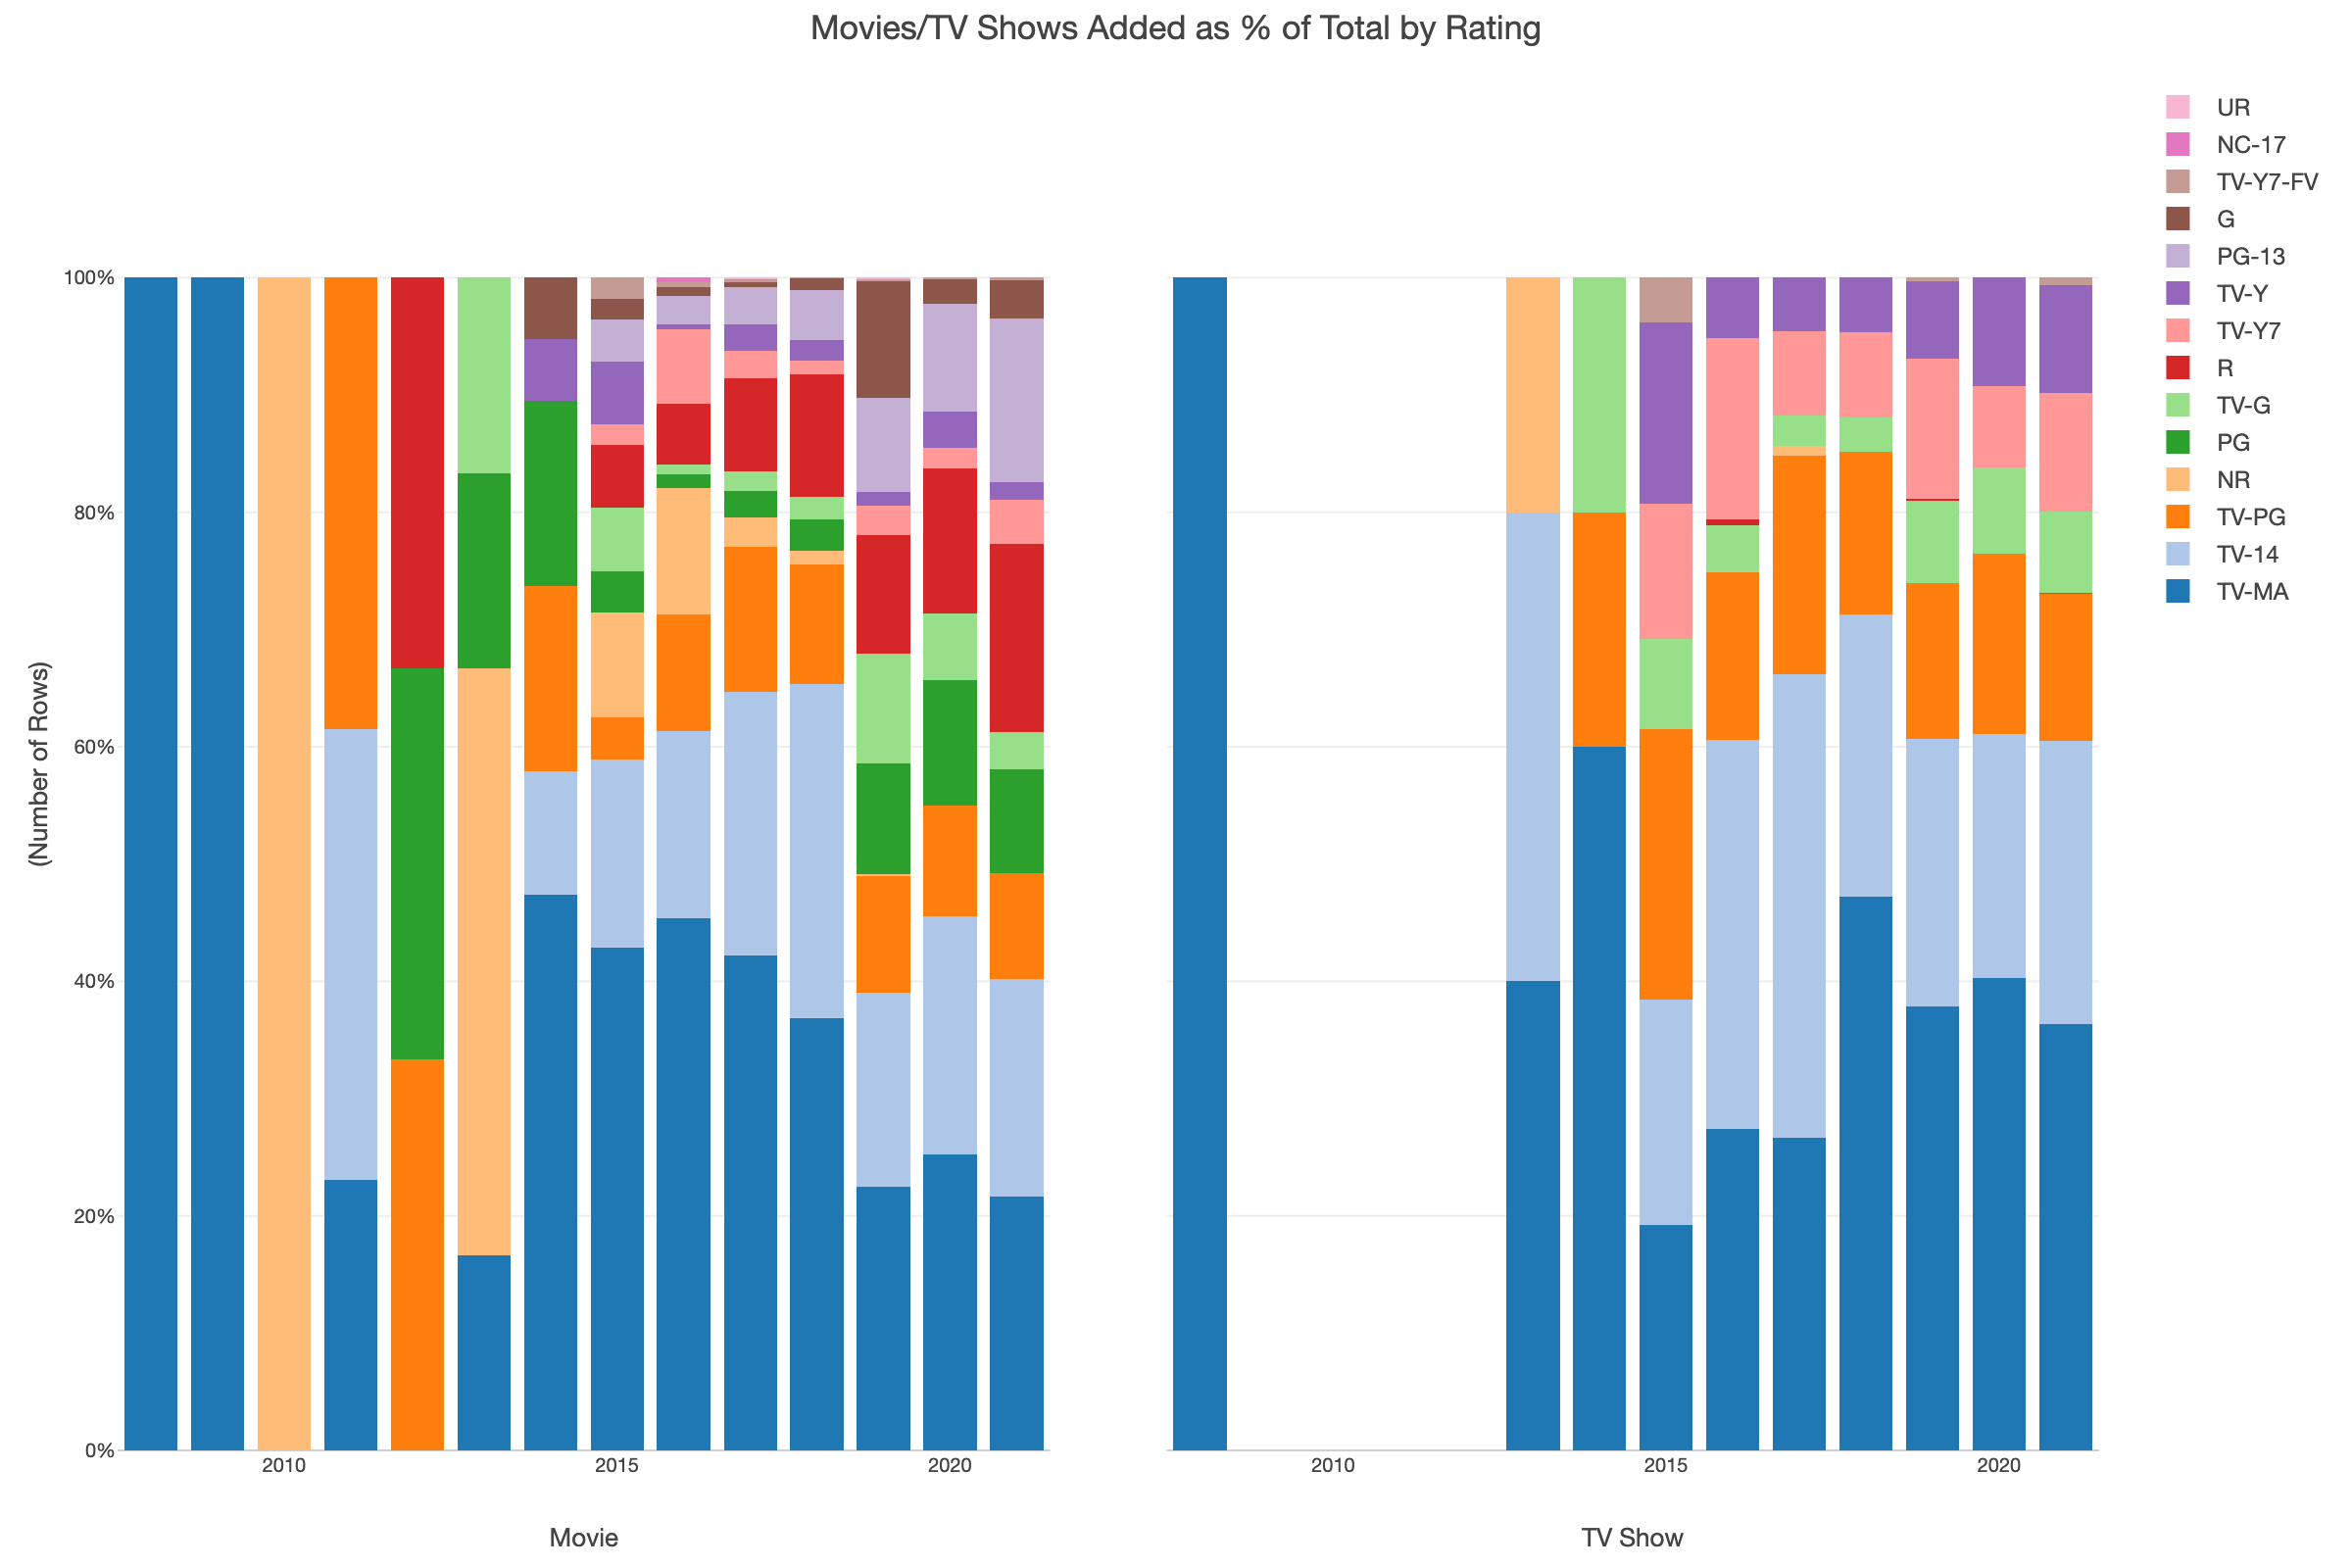 Movies/TV Shows Added as % of Total by Rating
UR
NC-17
TV-Y7-FV
G
PG-13
TV-Y
TV-Y7
R
TV-G
PG
NR
TV-PG
TV-14
TV-MA
(Number of Rows)
100%
80%
60%
40%
20%
0%
2010
2015
2020
2010
2015
2020
Movie
TV Show